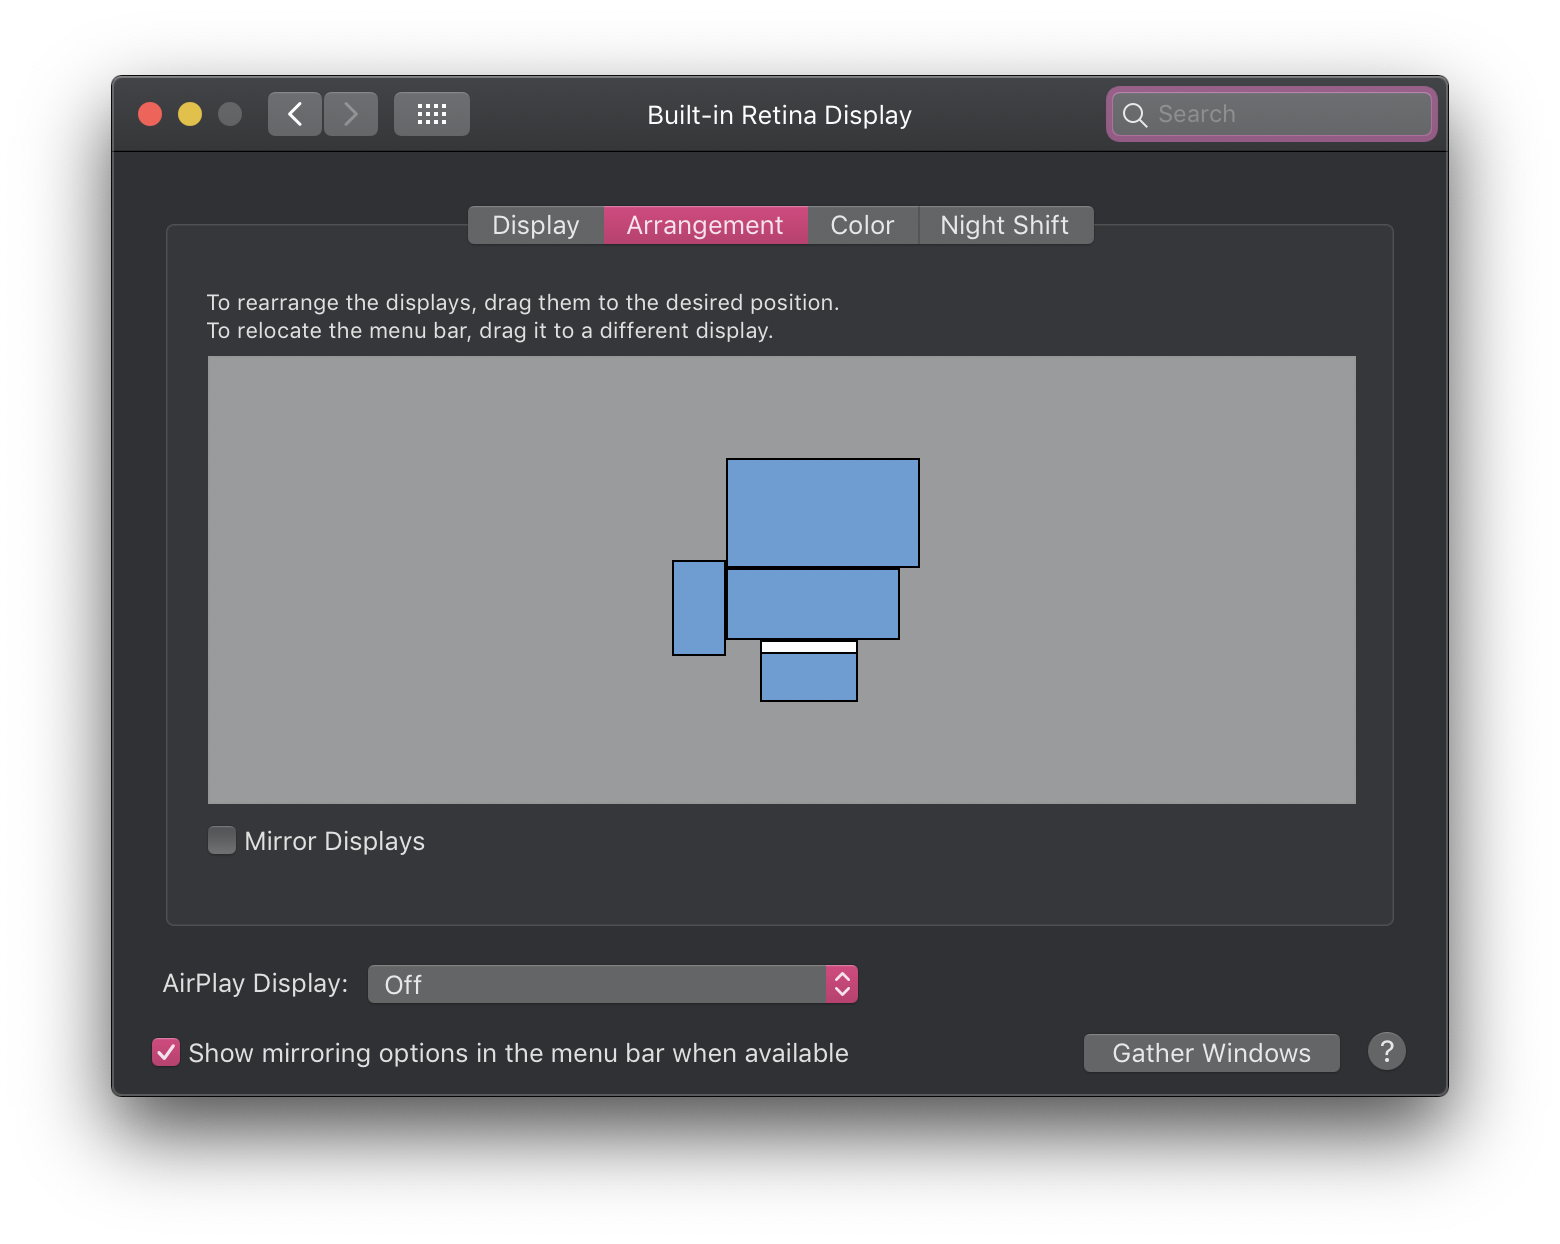 Built-in Retina Display
Search
Display
Arrangement
Color
Night Shift
To rearrange the displays, drag them to the desired position.
To relocate the menu bar, drag it to a different display.
Mirror Displays
AirPlay Display:
Off
Show mirroring options in the menu bar when available
Gather Windows
?